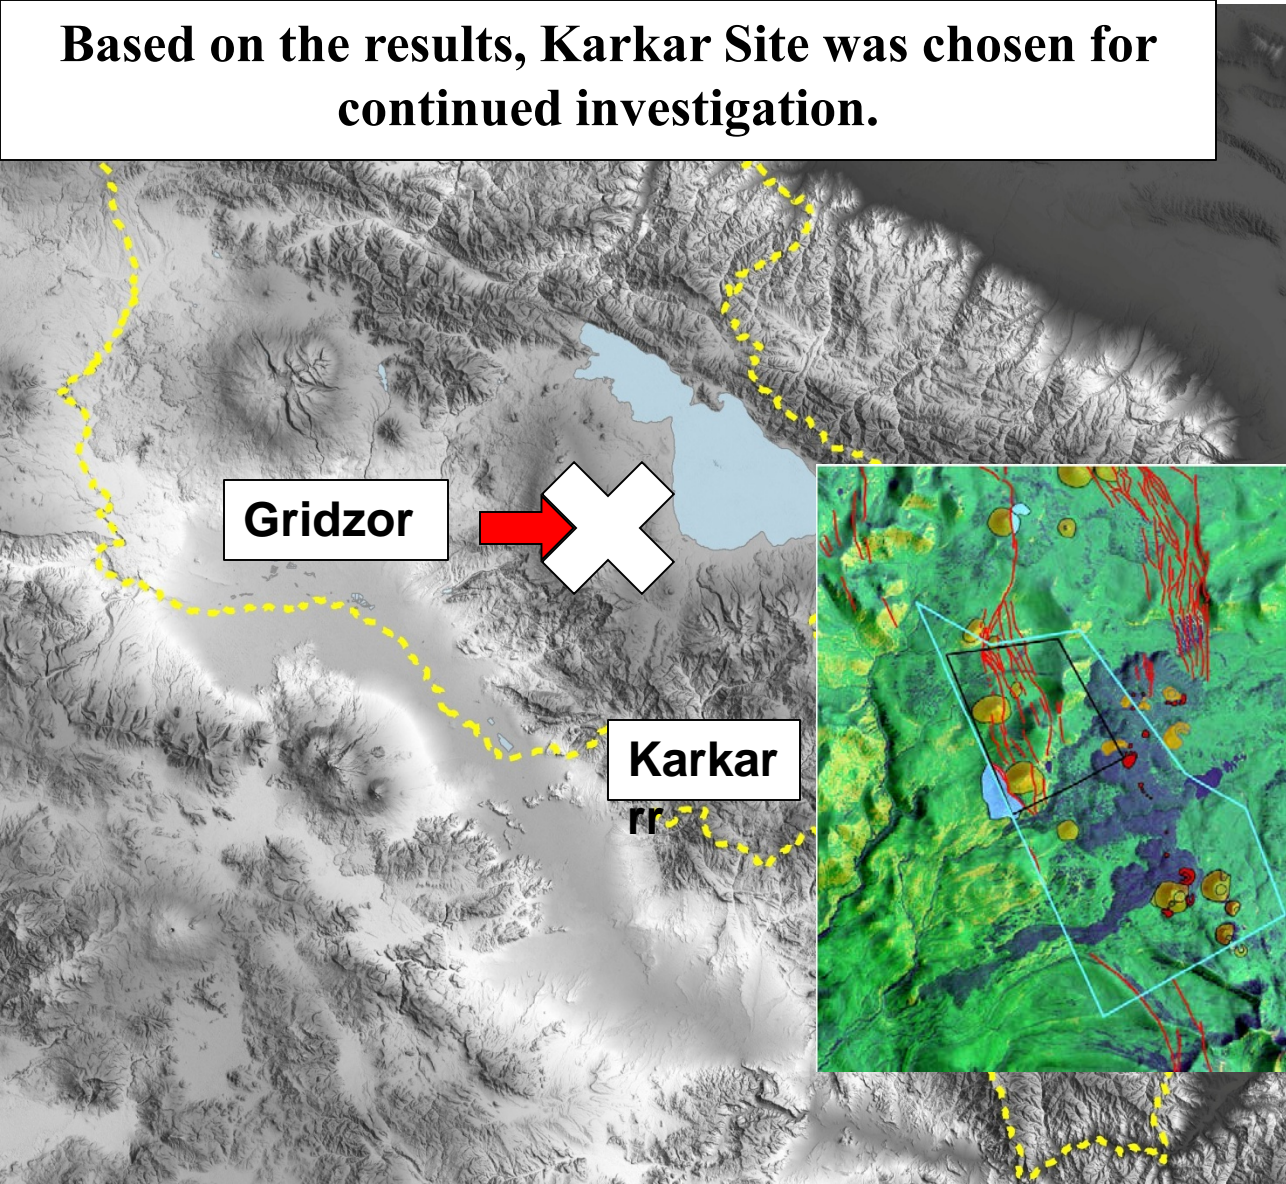 Based on the results, Karkar Site was chosen for
continued investigation.
Gridzor
Karkar
rr